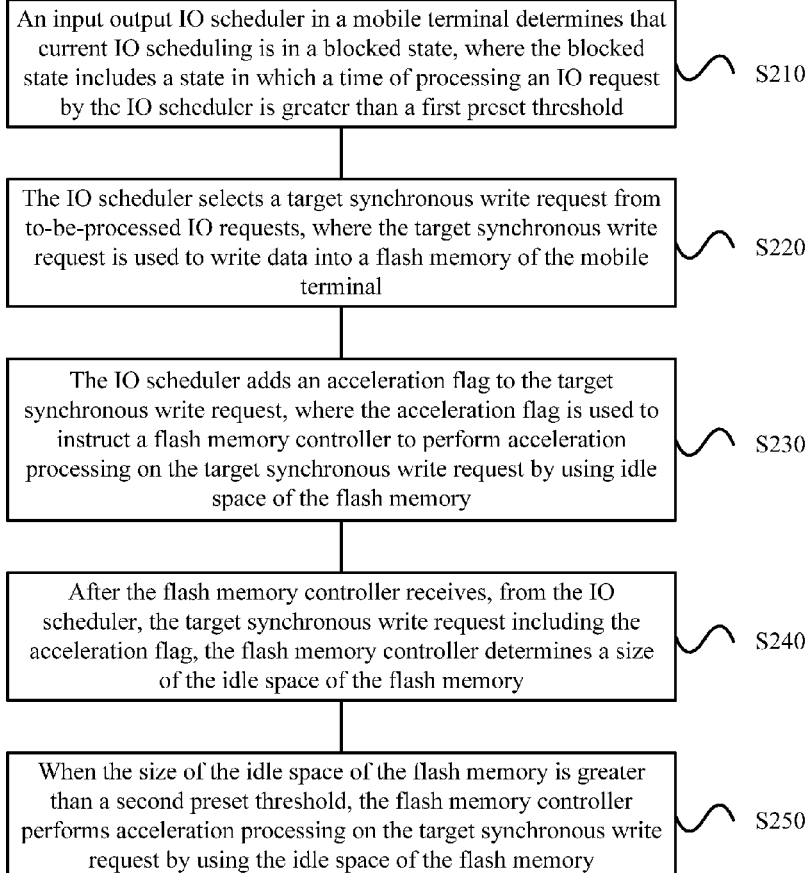 An input output IO scheduler in a mobile terminal determines that
current IO scheduling is in a blocked state, where the blocked
state includes a state in which a time of processing an IO request
by the IO scheduler is greater than a first preset threshold
S210
The IO scheduler selects a target synchronous write request from
to-be-processed IO requests, where the target synchronous write
request is used to write data into a flash memory of the mobile
terminal
S220
The IO scheduler adds an acceleration flag to the target
synchronous write request, where the acceleration flag is used to
instruct a flash memory controller to perform acceleration
processing on the target synchronous write request by using idle
space of the flash memory
S230
After the flash memory controller receives, from the IO
scheduler, the target synchronous write request including the
acceleration flag, the flash memory controller determines a size
of the idle space of the flash memory
S240
When the size of the idle space of the flash memory is greater
than a second preset threshold, the flash memory controller
performs acceleration processing on the target synchronous write
request by using the idle space of the flash memory
S250